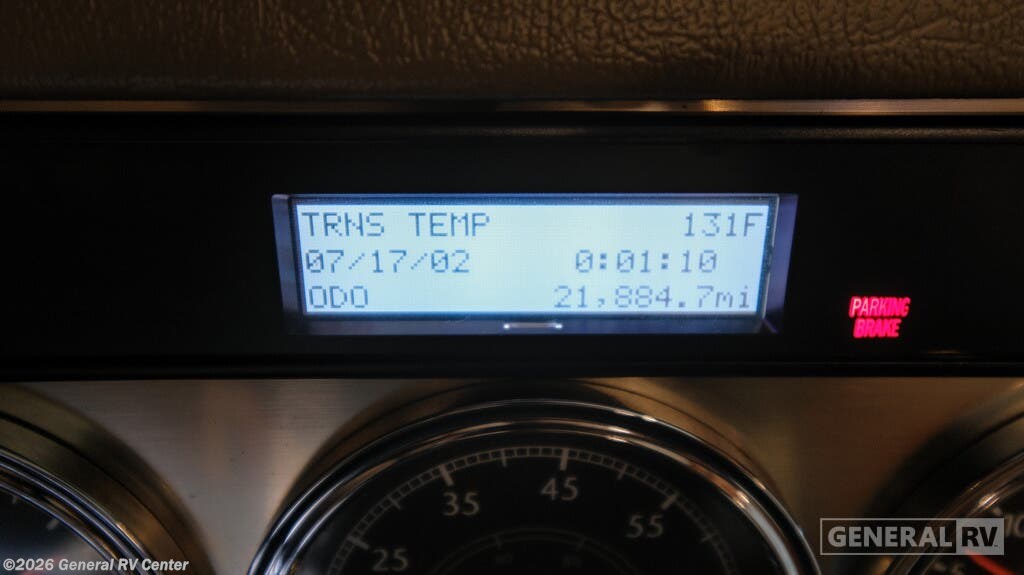 TRNS TEMP 131F
07/17/02 0:01:10
ODO 21,884.7mi
PARKING
BRAKE
25 35 45 55
GENERAL RV
©2026 General RV Center